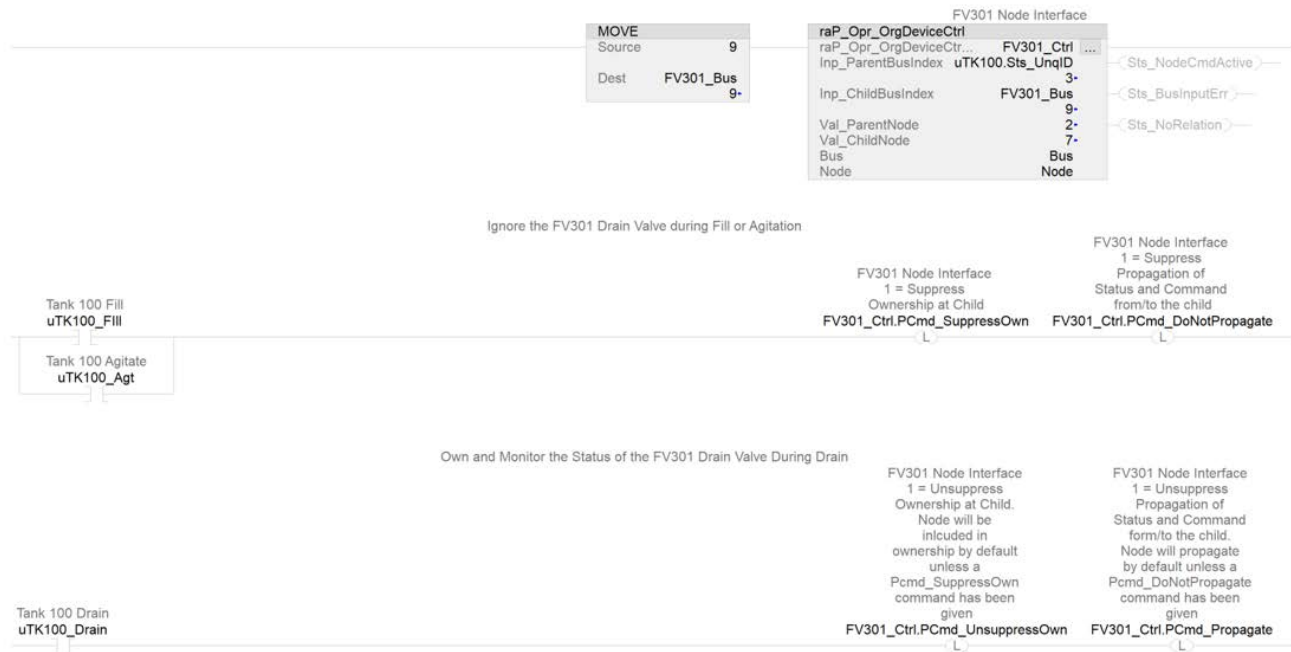 FV301 Node Interface
MOVE
Source 9
Dest FV301_Bus
9
raP_Opr_OrgDeviceCtrl
raP_Opr_OrgDeviceCtr... FV301_Ctrl ...
Inp_ParentBusIndex uTK100.Sts_UnqID
3
Inp_ChildBusIndex FV301_Bus
9
Val_ParentNode 2
Val_ChildNode 7
Bus Bus
Node Node
Sts_NodeCmdActive
Sts_BusInputErr
Sts_NoRelation
Ignore the FV301 Drain Valve during Fill or Agitation
Tank 100 Fill
uTK100_FIll
Tank 100 Agitate
uTK100_Agt
FV301 Node Interface
1 = Suppress
Ownership at Child
FV301_Ctrl.PCmd_SuppressOwn
L
FV301 Node Interface
1 = Suppress
Propagation of
Status and Command
from/to the child
FV301_Ctrl.PCmd_DoNotPropagate
L
Own and Monitor the Status of the FV301 Drain Valve During Drain
Tank 100 Drain
uTK100_Drain
FV301 Node Interface
1 = Unsuppress
Ownership at Child.
Node will be
inlcuded in
ownership by default
unless a
Pcmd_SuppressOwn
command has been
given
FV301_Ctrl.PCmd_UnsuppressOwn
L
FV301 Node Interface
1 = Unsuppress
Propagation of
Status and Command
form/to the child.
Node will propagate
by default unless a
Pcmd_DoNotPropagate
command has been
given
FV301_Ctrl.PCmd_Propagate
L